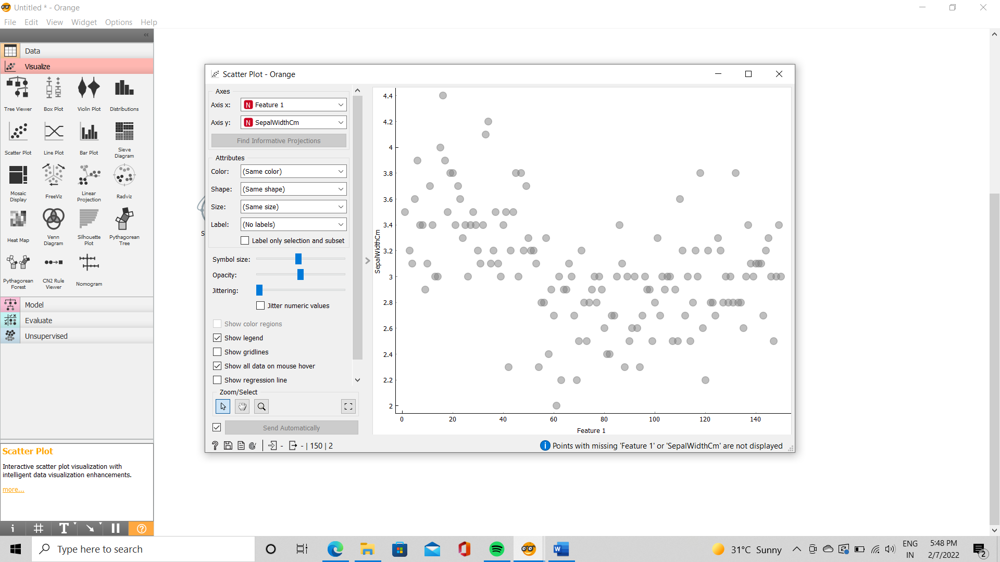 Untitled * - Orange
File Edit View Widget Options Help
Data
Visualize
Tree Viewer Box Plot Violin Plot Distributions
Scatter Plot Line Plot Bar Plot Sieve Diagram
Mosaic Display FreeViz Linear Projection Radviz
Heat Map Venn Diagram Silhouette Plot Pythagorean Tree
Pythagorean Forest CN2 Rule Viewer Nomogram
Model
Evaluate
Unsupervised
Scatter Plot
Interactive scatter plot visualization with
intelligent data visualization enhancements.
more...
S
Scatter Plot - Orange
Axes
Axis x: N Feature 1
Axis y: N SepalWidthCm
Find Informative Projections
Attributes
Color: (Same color)
Shape: (Same shape)
Size: (Same size)
Label: (No labels)
Label only selection and subset
Symbol size:
Opacity:
Jittering:
Jitter numeric values
Show color regions
Show legend
Show gridlines
Show all data on mouse hover
Show regression line
Zoom/Select
Send Automatically
? - - | 150 | 2
4.4
4.2
4
3.8
3.6
3.4
3.2
3
2.8
2.6
2.4
2.2
2
SepalWidthCm
0 20 40 60 80 100 120 140
Feature 1
Points with missing 'Feature 1' or 'SepalWidthCm' are not displayed
Type here to search
31°C Sunny
ENG
IN
5:48 PM
2/7/2022
2